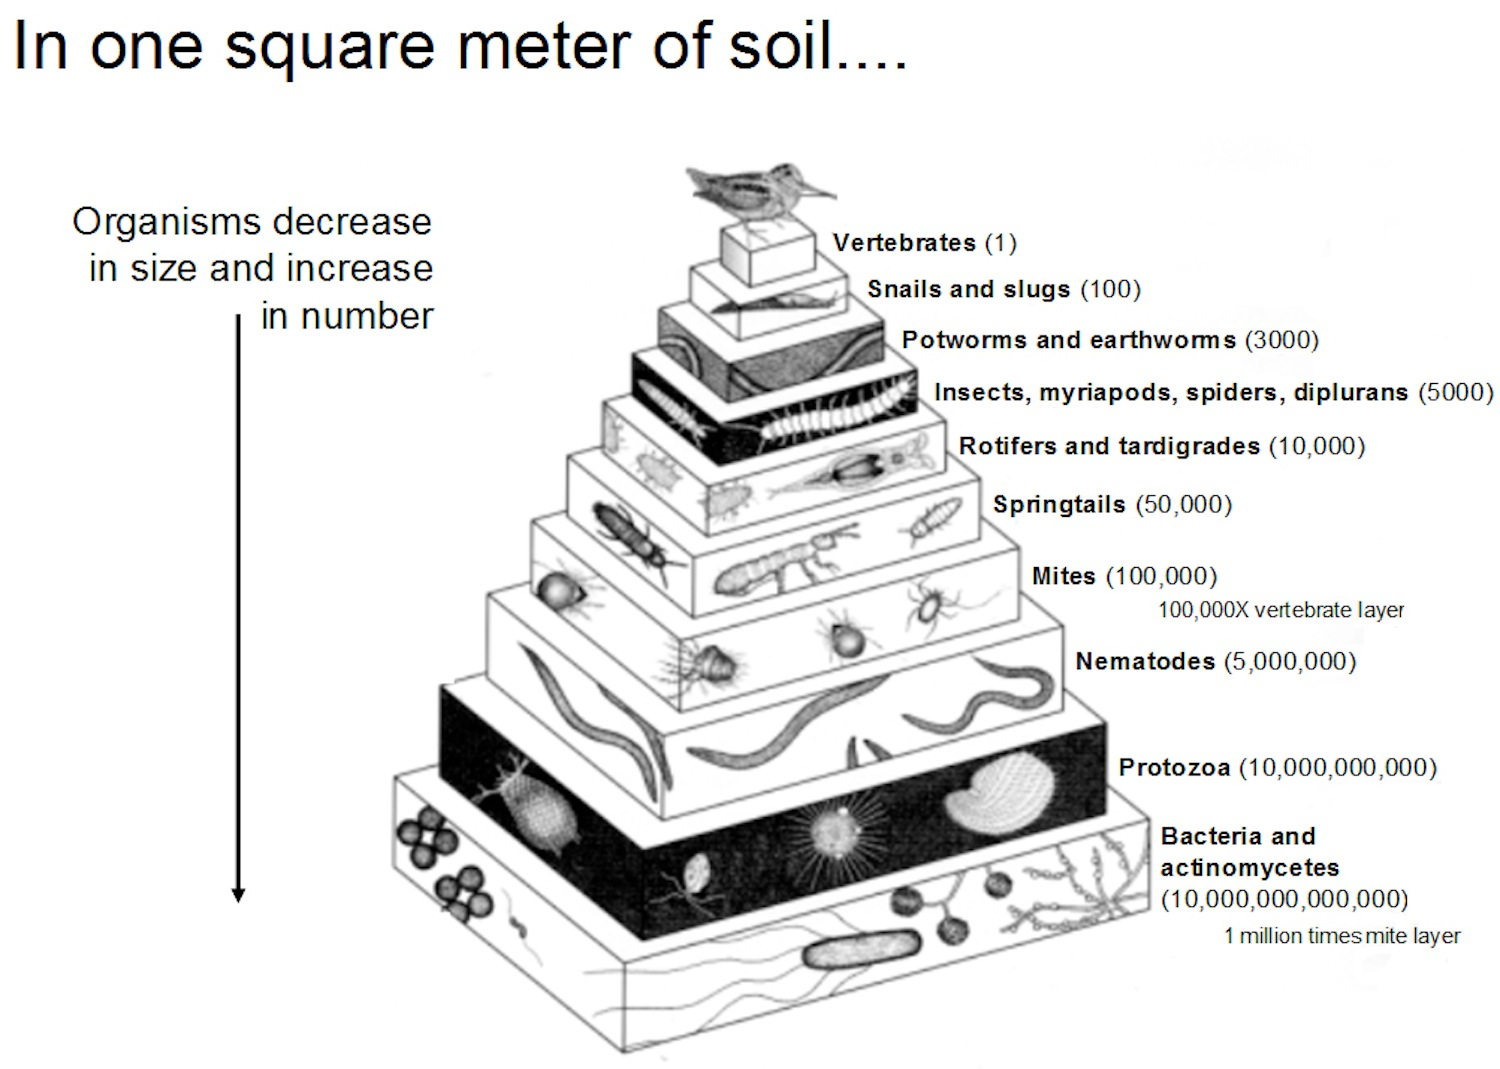 In one square meter of soil....
Organisms decrease
in size and increase
in number
Vertebrates (1)
Snails and slugs (100)
Potworms and earthworms (3000)
Insects, myriapods, spiders, diplurans (5000)
Rotifers and tardigrades (10,000)
Springtails (50,000)
Mites (100,000)
100,000X vertebrate layer
Nematodes (5,000,000)
Protozoa (10,000,000,000)
Bacteria and
actinomycetes
(10,000,000,000,000)
1 million times mite layer